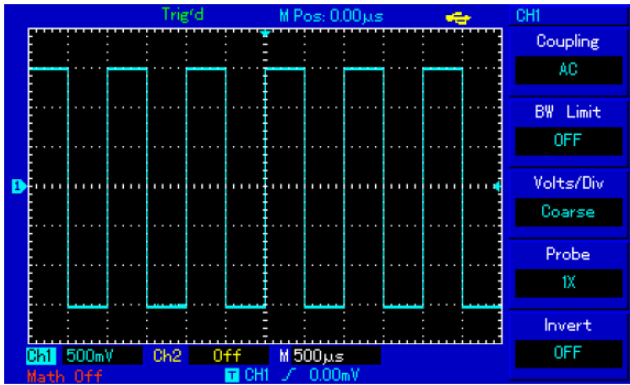 Trig'd M Pos: 0.00µs CH1
Coupling
AC
BW Limit
OFF
1
Volts/Div
Coarse
Probe
1X
Invert
OFF
Ch1 500mV Ch2 Off M 500µs
Math Off T CH1 0.00mV